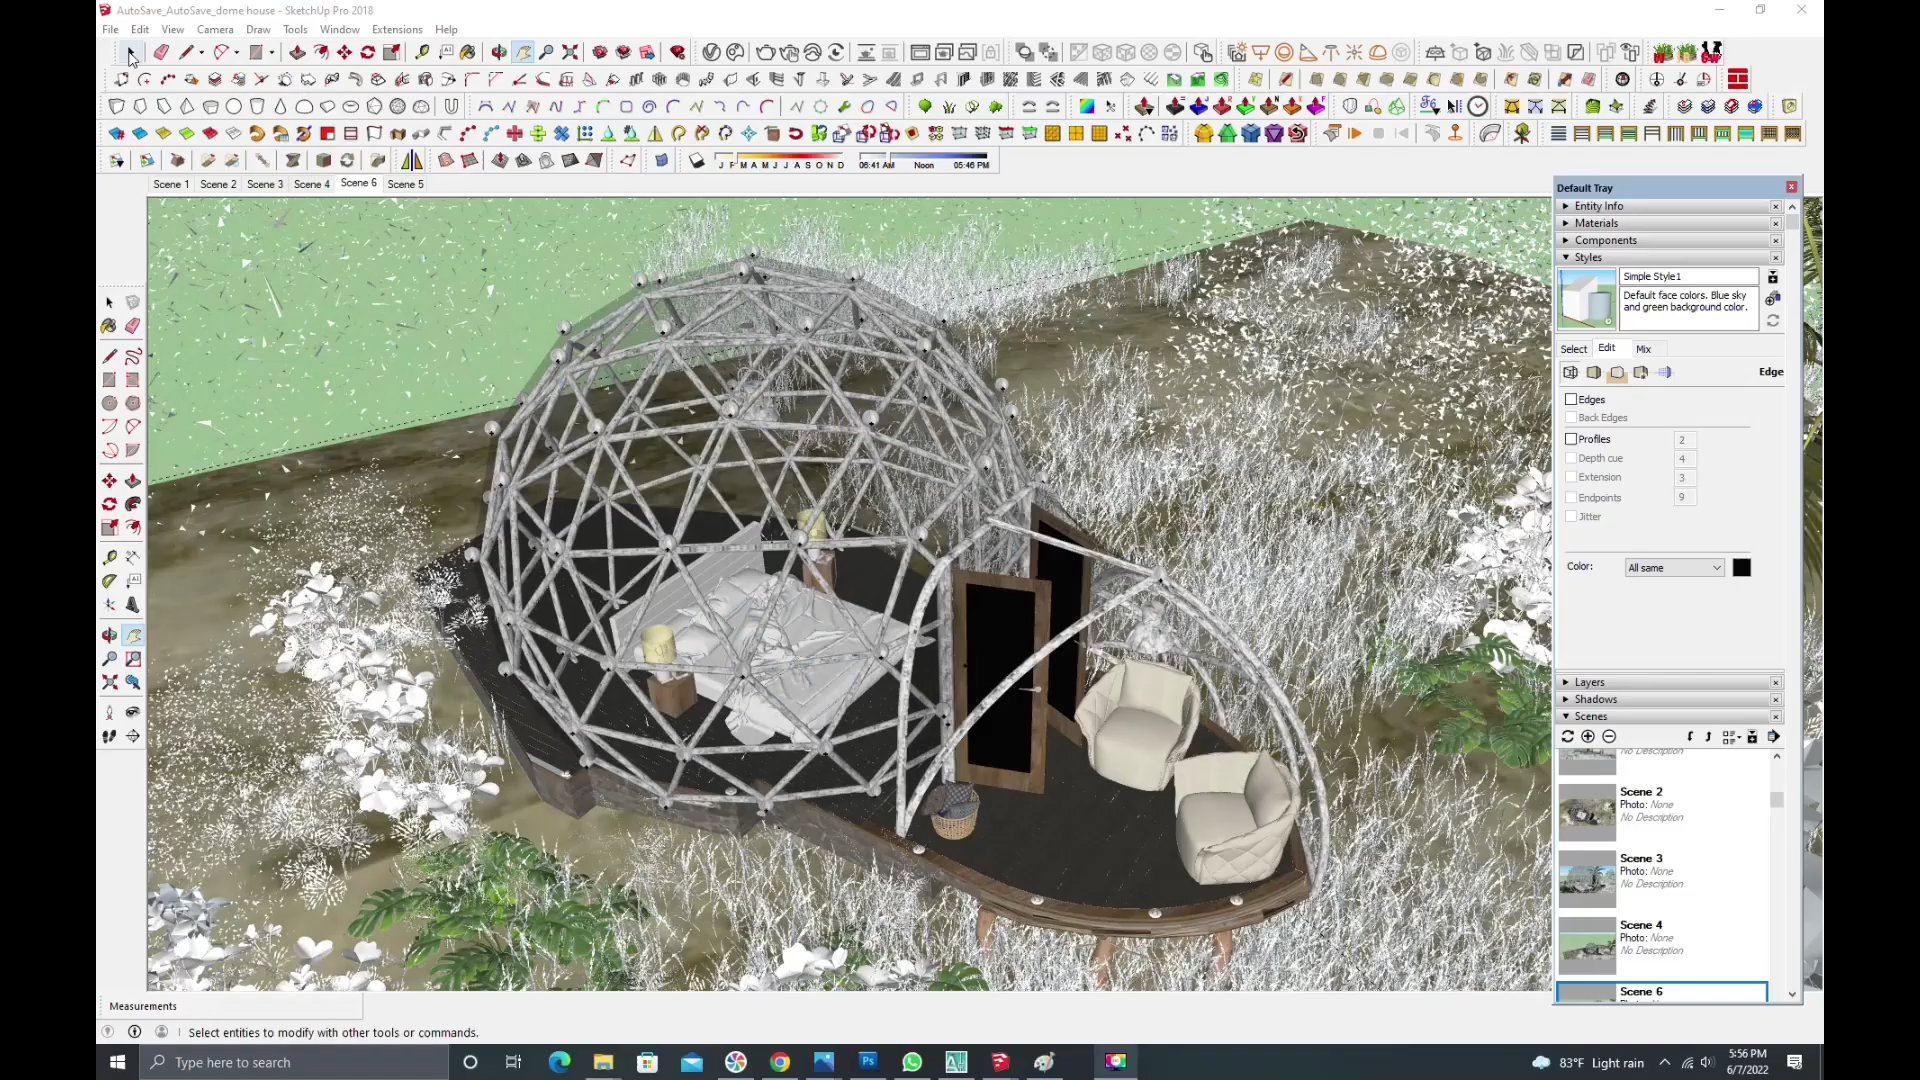 AutoSave_AutoSave_dome house - SketchUp Pro 2018
File Edit View Camera Draw Tools Window Extensions Help
J F M A M J J A S O N D 06:41 AM Noon 05:46 PM
Scene 1 Scene 2 Scene 3 Scene 4 Scene 6 Scene 5
Default Tray
Entity Info
Materials
Components
Styles
Simple Style1
Default face colors. Blue sky
and green background color.
Select Edit Mix
Edge
Edges
Back Edges
Profiles 2
Depth cue 4
Extension 3
Endpoints 9
Jitter
Color: All same
Layers
Shadows
Scenes
No Description
Scene 2
Photo: None
No Description
Scene 3
Photo: None
No Description
Scene 4
Photo: None
No Description
Scene 6
Measurements
Select entities to modify with other tools or commands.
Type here to search
83°F Light rain
5:56 PM
6/7/2022